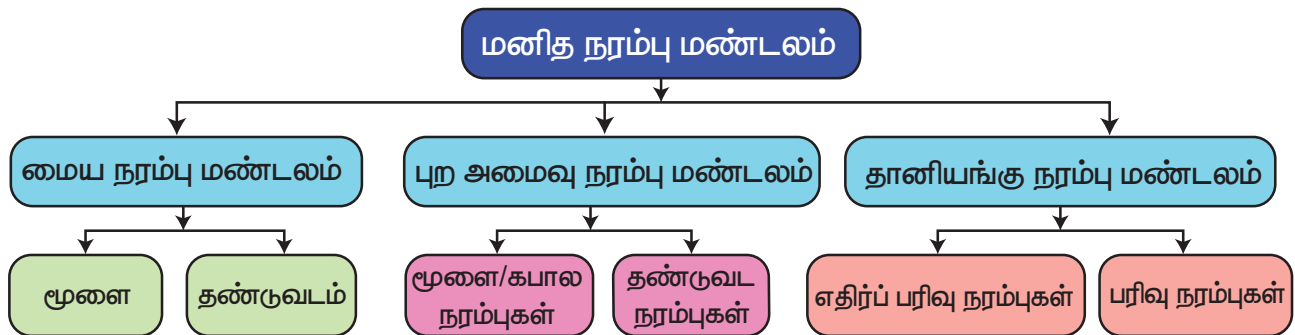 மனித நரம்பு மண்டலம்
மைய நரம்பு மண்டலம்
புற அமைவு நரம்பு மண்டலம்
தானியங்கு நரம்பு மண்டலம்
மூளை
தண்டுவடம்
மூளை/கபால
நரம்புகள்
தண்டுவட
நரம்புகள்
எதிர்ப் பரிவு நரம்புகள்
பரிவு நரம்புகள்